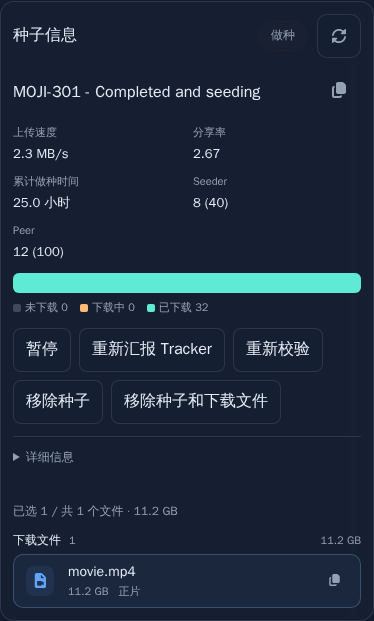 种子信息 做种
MOJI-301 - Completed and seeding
上传速度 分享率
2.3 MB/s 2.67
累计做种时间 Seeder
25.0 小时 8 (40)
Peer
12 (100)
未下载 0 下载中 0 已下载 32
暂停 重新汇报 Tracker 重新校验
移除种子 移除种子和下载文件
详细信息
已选 1 / 共 1 个文件 · 11.2 GB
下载文件 1 11.2 GB
movie.mp4
11.2 GB 正片